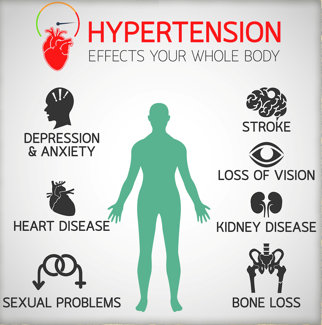 HYPERTENSION
EFFECTS YOUR WHOLE BODY
DEPRESSION
& ANXIETY
STROKE
LOSS OF VISION
HEART DISEASE
KIDNEY DISEASE
SEXUAL PROBLEMS
BONE LOSS